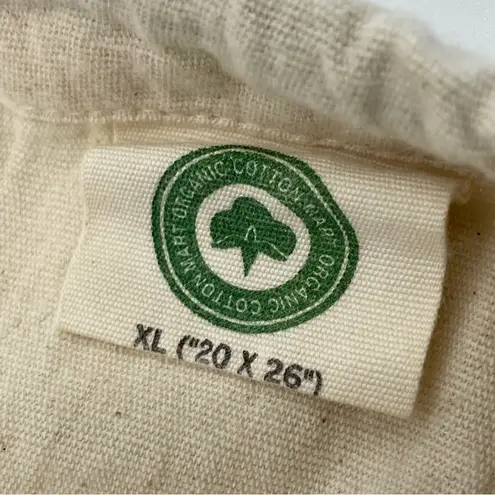 ORGANIC COTTON MART ORGANIC COTTON MART
XL ("20 X 26")